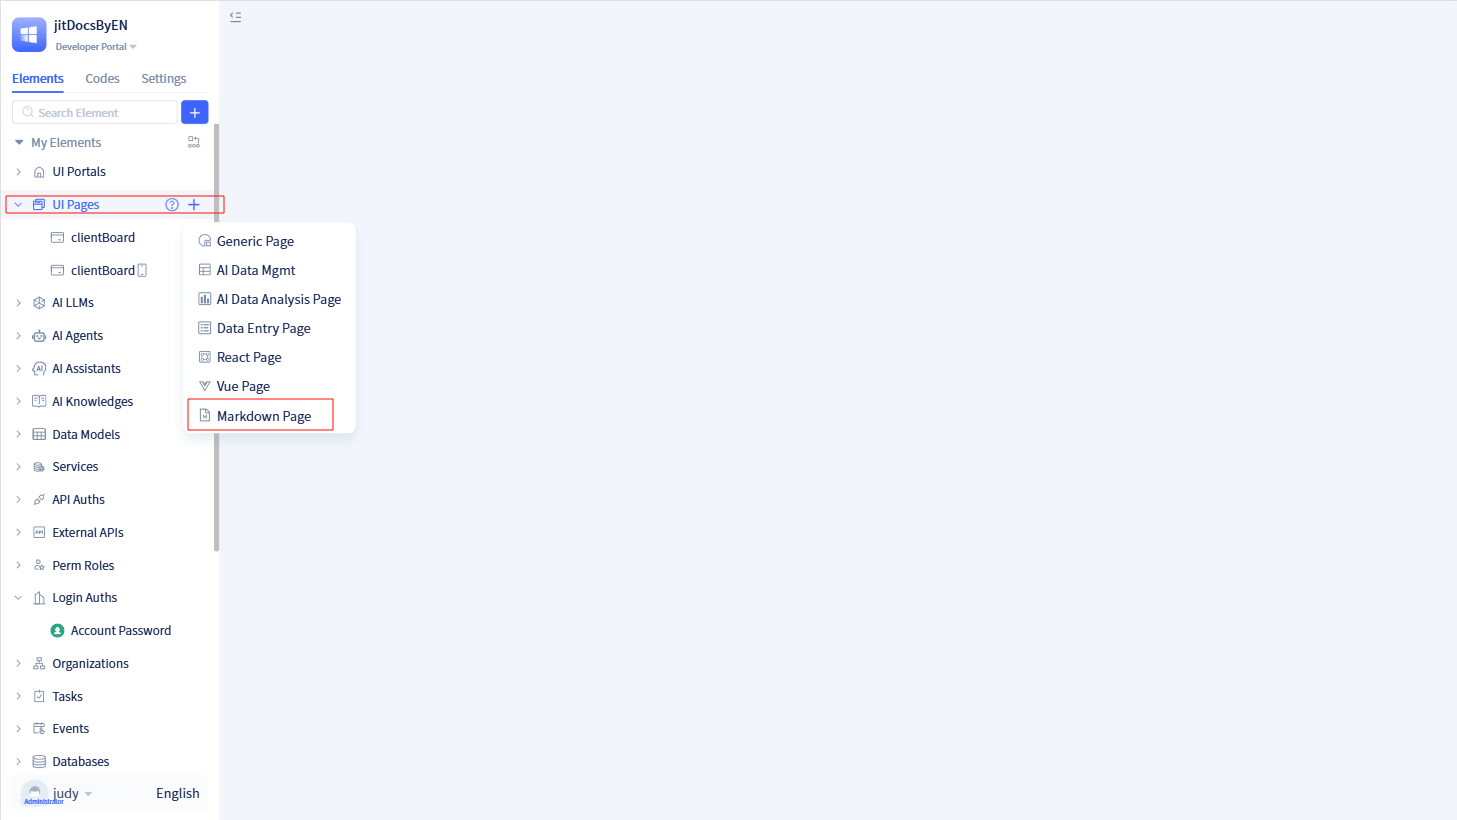 jitDocsByEN
Developer Portal
Elements Codes Settings
Search Element
My Elements
UI Portals
UI Pages
clientBoard
clientBoard
AI LLMs
AI Agents
AI Assistants
AI Knowledges
Data Models
Services
API Auths
External APIs
Perm Roles
Login Auths
Account Password
Organizations
Tasks
Events
Databases
judy English
Administrator
Generic Page
AI Data Mgmt
AI Data Analysis Page
Data Entry Page
React Page
Vue Page
Markdown Page